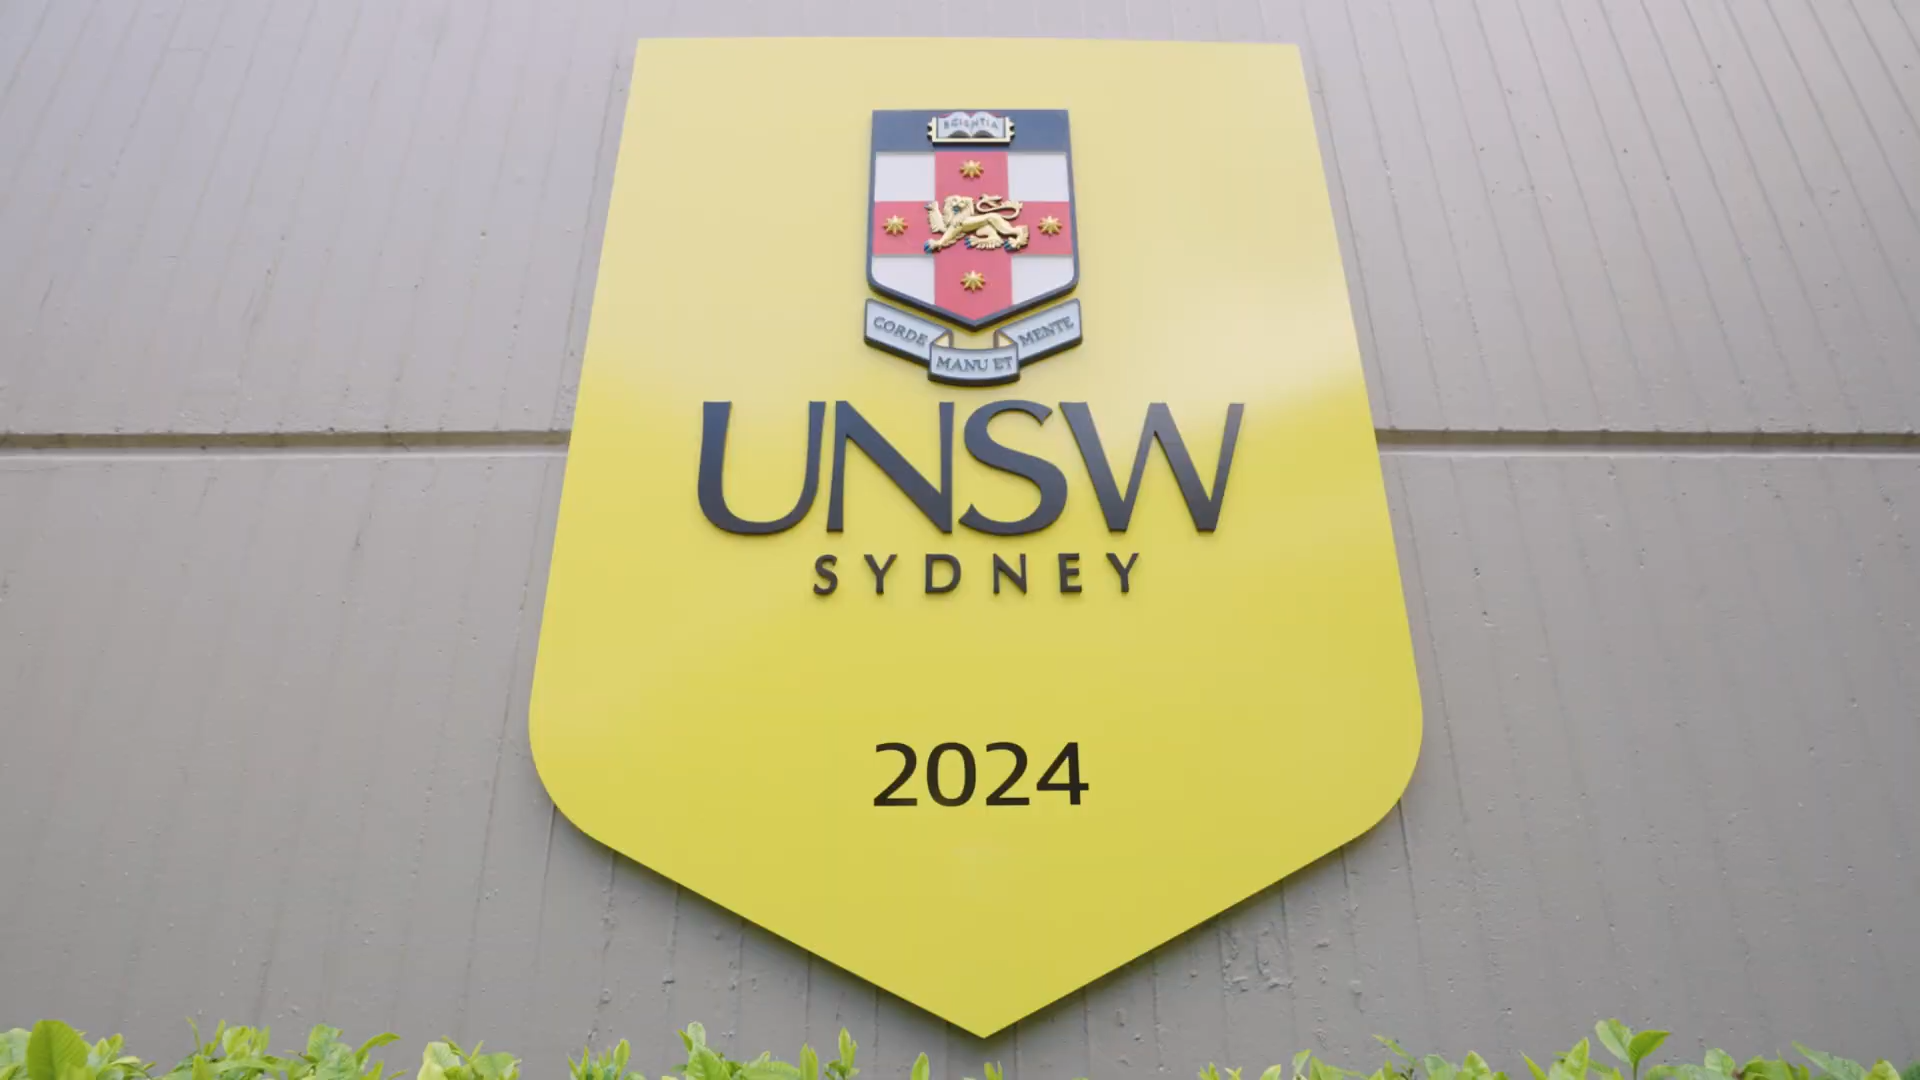 SCIENTIA
CORDE
MANU ET
MENTE
UNSW
SYDNEY
2024